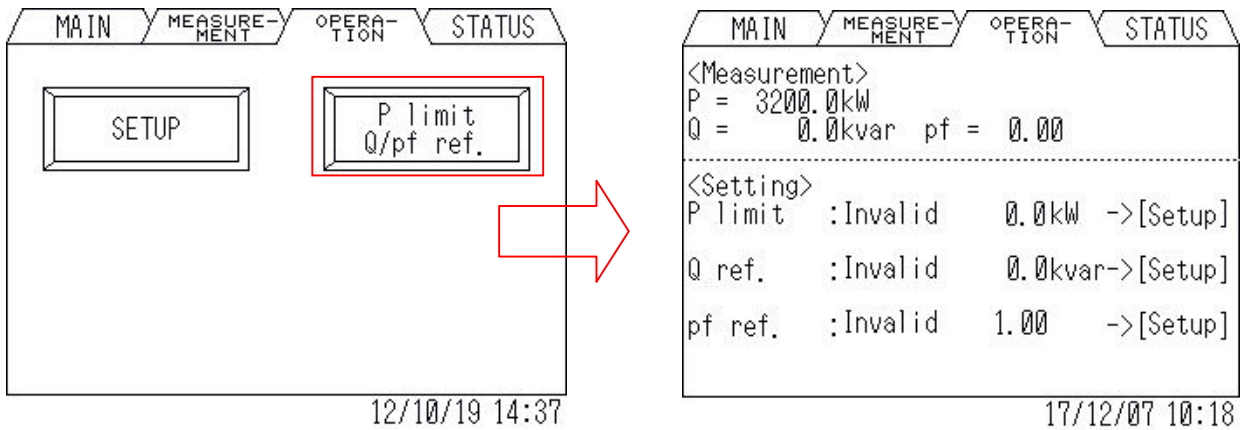 MAIN MEASURE-MENT OPERA-TION STATUS
SETUP
P limit
Q/pf ref.
12/10/19 14:37
MAIN MEASURE-MENT OPERA-TION STATUS
<Measurement>
P = 3200.0kW
Q = 0.0kvar pf = 0.00
<Setting>
P limit :Invalid 0.0kW ->[Setup]
Q ref. :Invalid 0.0kvar->[Setup]
pf ref. :Invalid 1.00 ->[Setup]
17/12/07 10:18